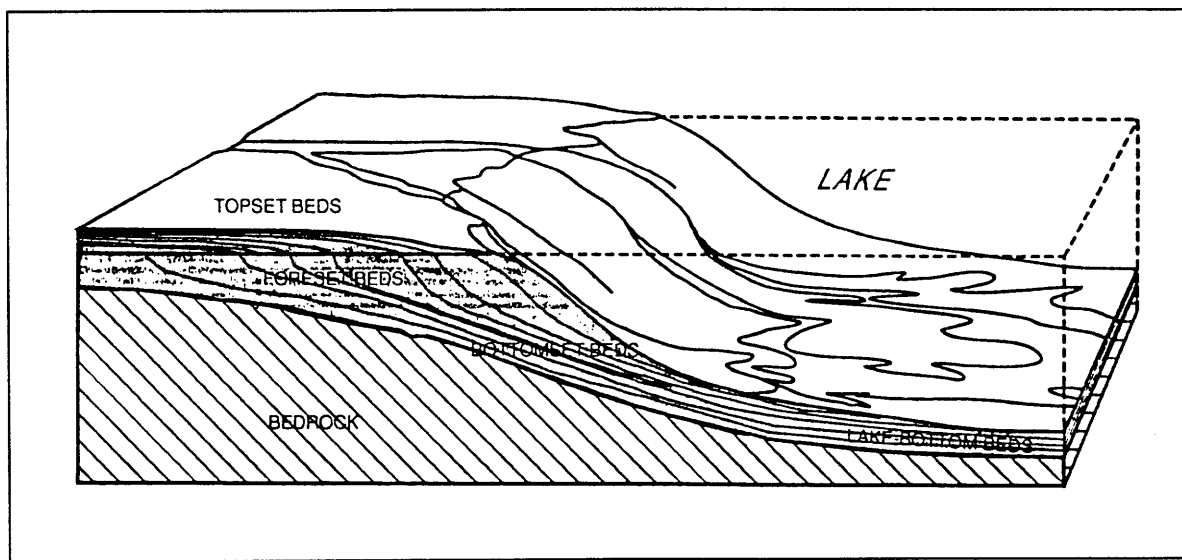 LAKE
TOPSET BEDS
FORESET BEDS
BOTTOMSET BEDS
BEDROCK
LAKE-BOTTOM BEDS